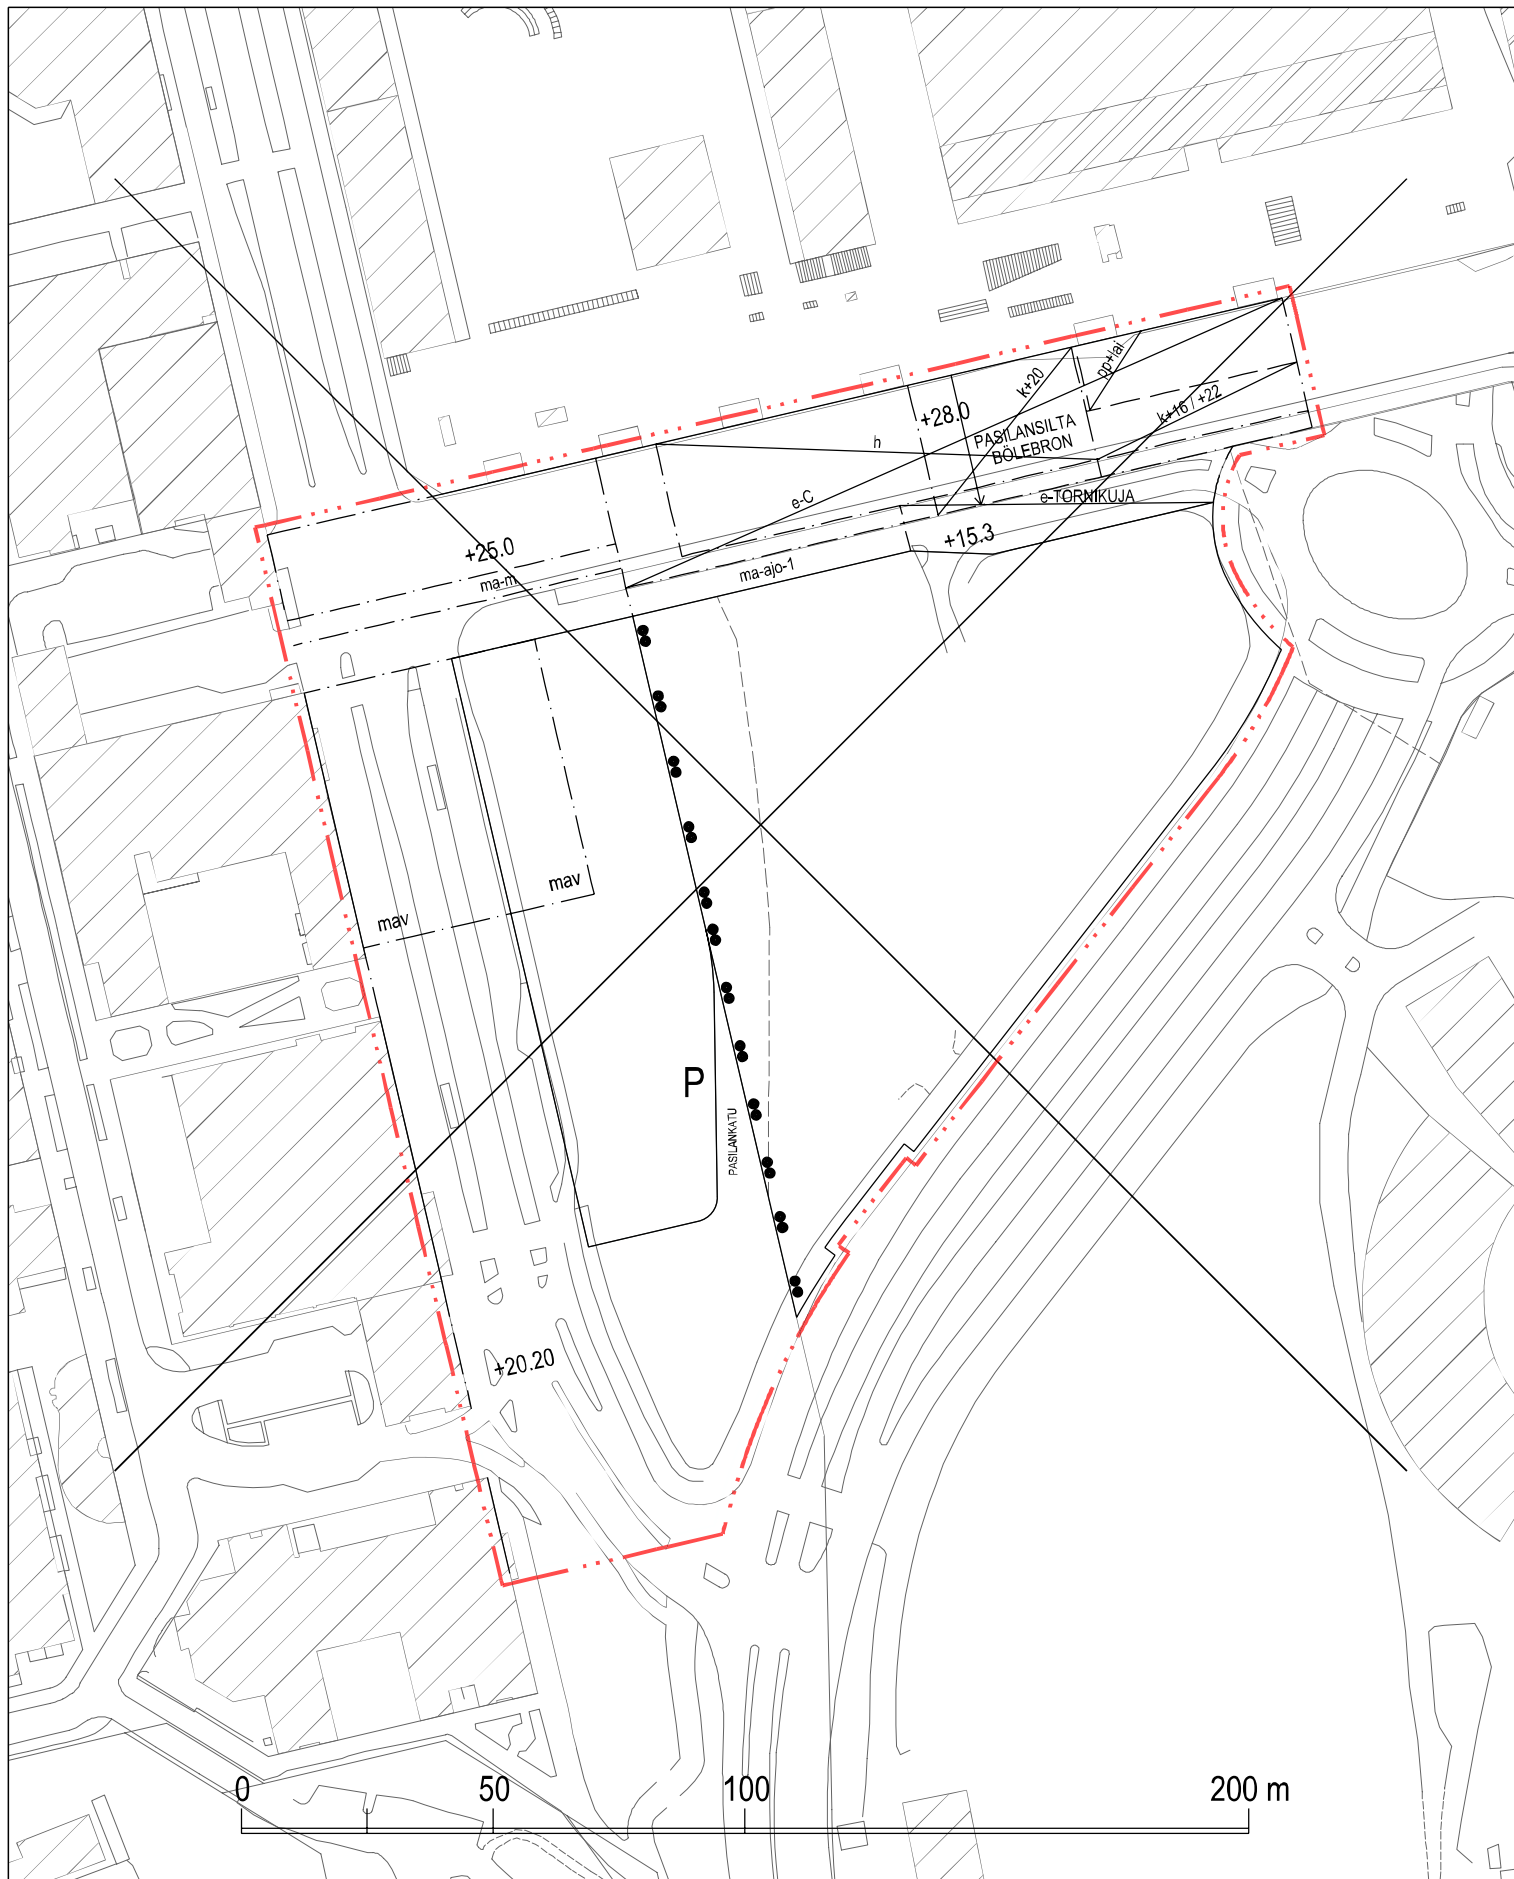 k+20
pp+lai
+28.0
k+16 / +22
PASILANSILTA
BÖLEBRON
h
e-C
e-TORNIKUJA
+25.0
+15.3
ma-m
ma-ajo-1
mav
mav
P
PASILANKATU
+20.20
0 50 100 200 m